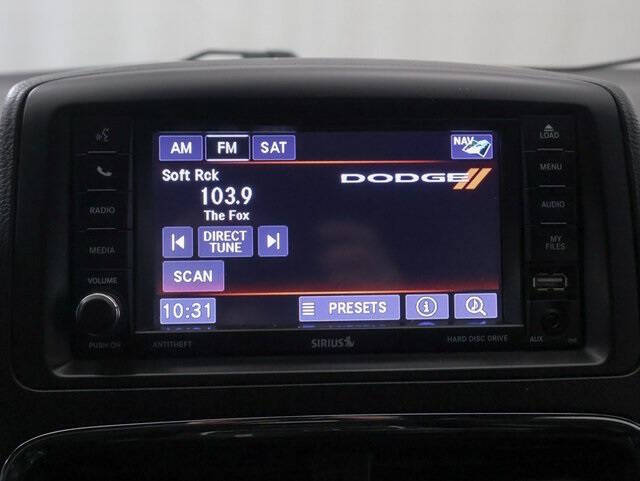 AM FM SAT NAV
Soft Rck
DODGE
103.9
The Fox
DIRECT
TUNE
SCAN
10:31
PRESETS
RADIO
MEDIA
VOLUME
PUSH ON
ANTITHEFT
SIRIUS
HARD DISC DRIVE
LOAD
MENU
AUDIO
MY
FILES
AUX